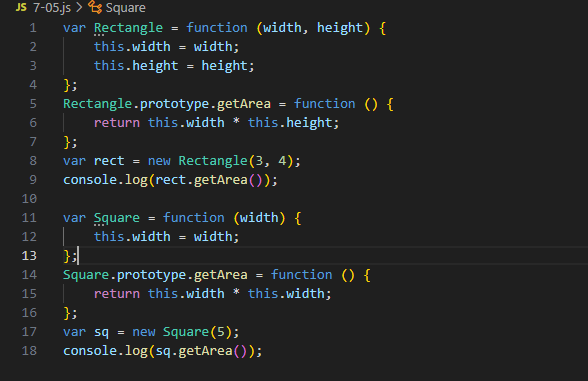 JS 7-05.js > Square
1 var Rectangle = function (width, height) {
2     this.width = width;
3     this.height = height;
4 };
5 Rectangle.prototype.getArea = function () {
6     return this.width * this.height;
7 };
8 var rect = new Rectangle(3, 4);
9 console.log(rect.getArea());
10
11 var Square = function (width) {
12     this.width = width;
13 };
14 Square.prototype.getArea = function () {
15     return this.width * this.width;
16 };
17 var sq = new Square(5);
18 console.log(sq.getArea());